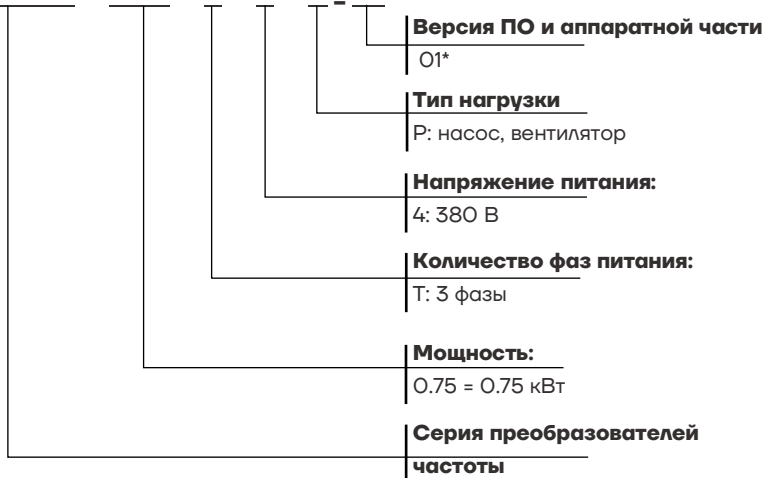 -
Версия ПО и аппаратной части
01*
Тип нагрузки
P: насос, вентилятор
Напряжение питания:
4: 380 В
Количество фаз питания:
T: 3 фазы
Мощность:
0.75 = 0.75 кВт
Серия преобразователей
частоты